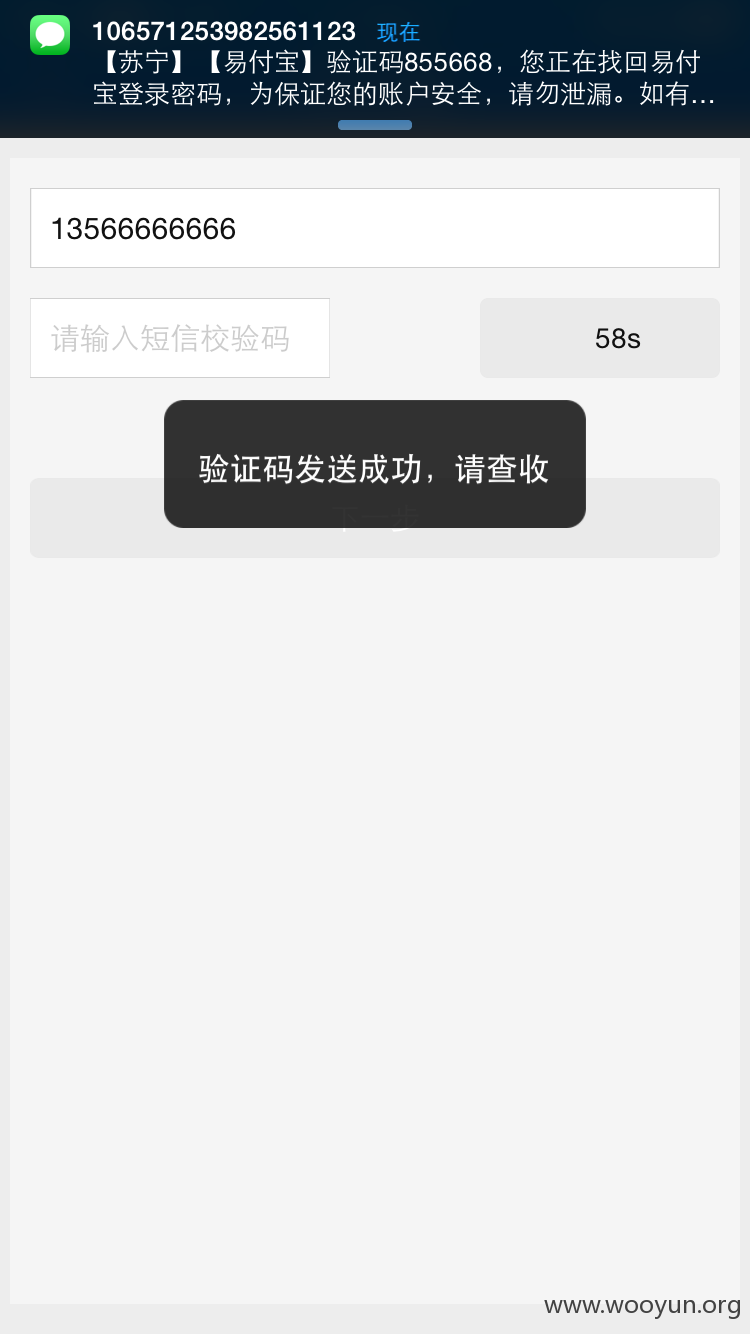 106571253982561123 现在
【苏宁】【易付宝】验证码855668，您正在找回易付
宝登录密码，为保证您的账户安全，请勿泄漏。如有...
13566666666
请输入短信校验码
58s
验证码发送成功，请查收
下一步
www.wooyun.org